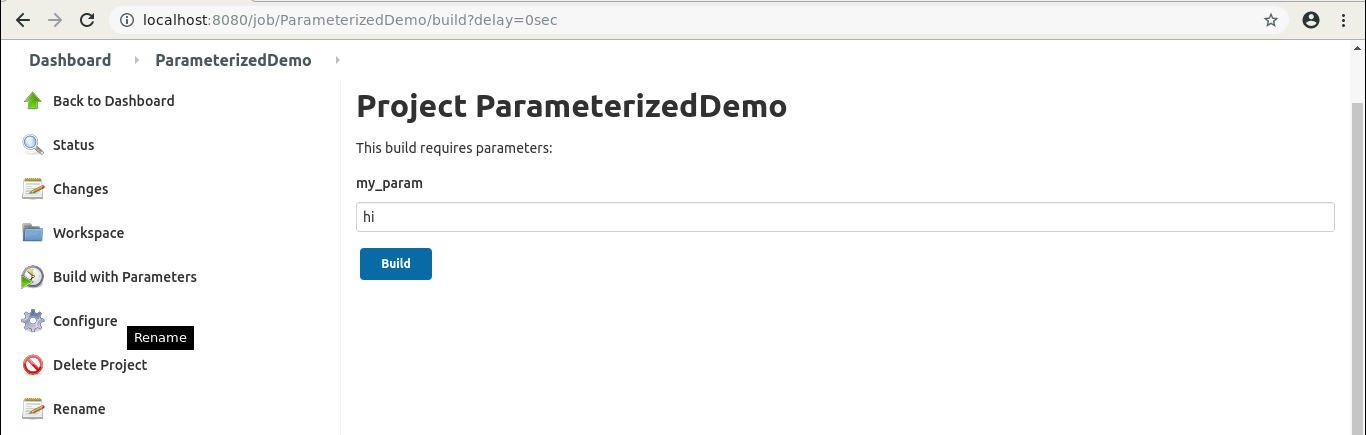 localhost:8080/job/ParameterizedDemo/build?delay=0sec
Dashboard
ParameterizedDemo
Back to Dashboard
Status
Changes
Workspace
Build with Parameters
Configure
Rename
Delete Project
Rename
Project ParameterizedDemo
This build requires parameters:
my_param
hi
Build